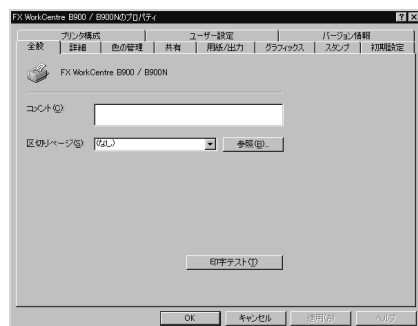 FX WorkCentre B900 / B900Nのプロパティ
プリンタ構成 ユーザー設定 バージョン情報
全般 詳細 色の管理 共有 用紙/出力 グラフィックス スタンプ 初期設定
FX WorkCentre B900 / B900N
コメント(C):
区切りページ(S): (なし) 参照(B)...
印字テスト(T)
OK キャンセル 適用(A) ヘルプ